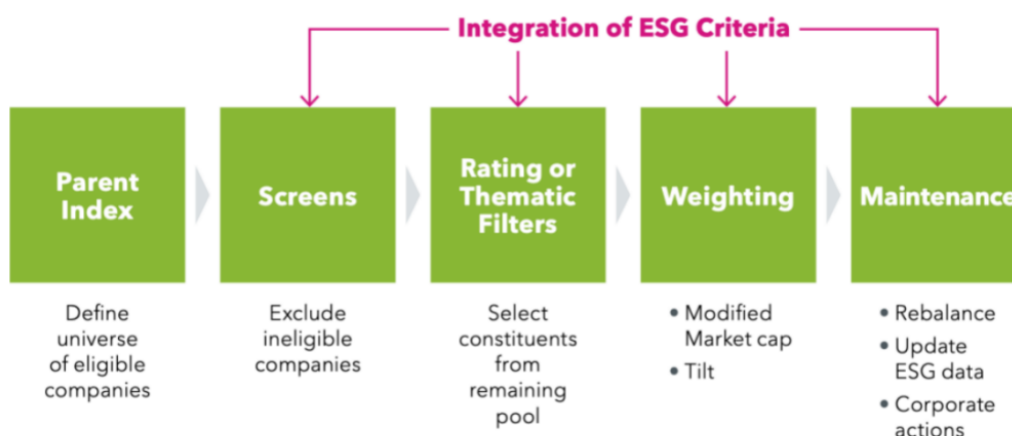 Integration of ESG Criteria
Parent
Index
Screens
Rating or
Thematic
Filters
Weighting
Maintenance
Define
universe
of eligible
companies
Exclude
ineligible
companies
Select
constituents
from
remaining
pool
• Modified
Market cap
• Tilt
• Rebalance
• Update
ESG data
• Corporate
actions